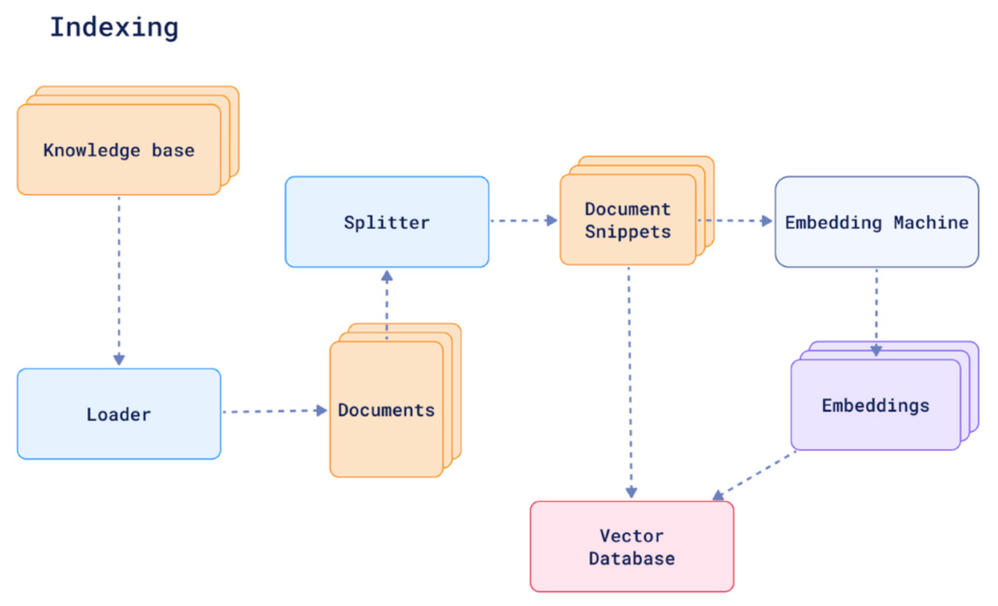 Indexing
Knowledge base
Splitter
Document
Snippets
Embedding Machine
Loader
Documents
Embeddings
Vector
Database